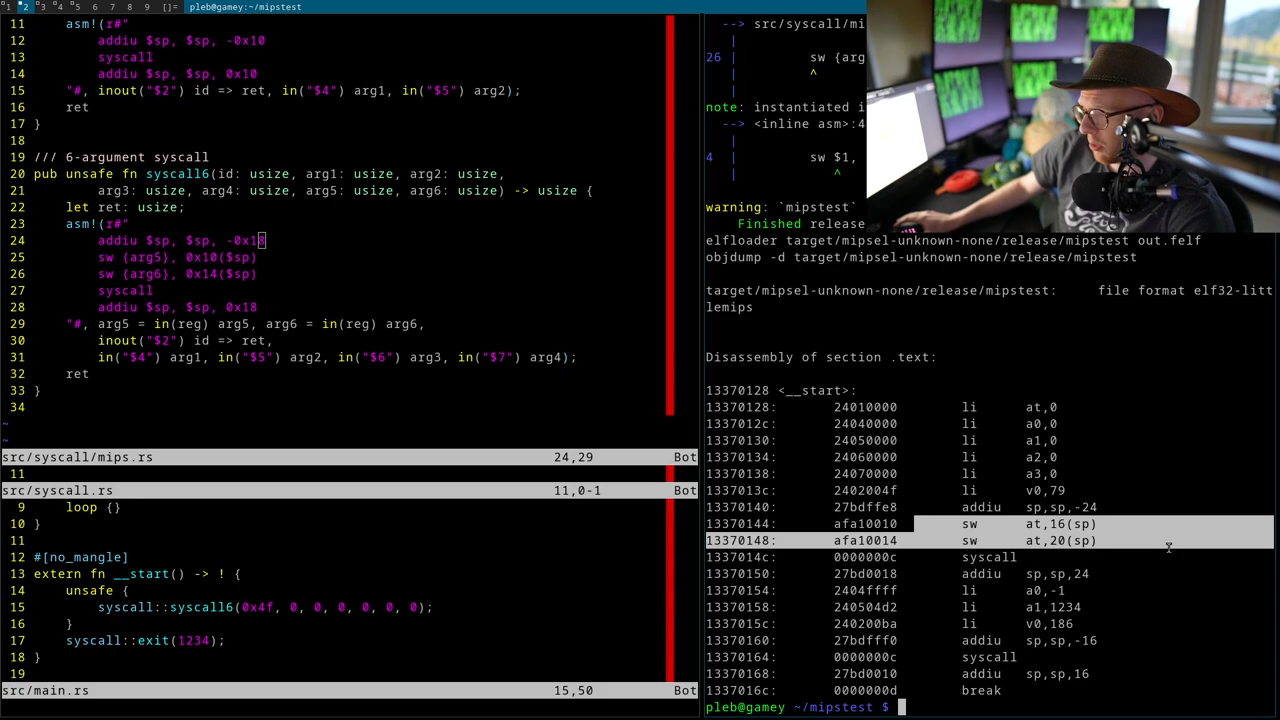 1 2 3 4 5 6 7 8 9 []= pleb@gamey:~/mipstest
11 asm!(r#"
12 addiu $sp, $sp, -0x10
13 syscall
14 addiu $sp, $sp, 0x10
15 "#, inout("$2") id => ret, in("$4") arg1, in("$5") arg2);
16 ret
17 }
18
19 /// 6-argument syscall
20 pub unsafe fn syscall6(id: usize, arg1: usize, arg2: usize,
21 arg3: usize, arg4: usize, arg5: usize, arg6: usize) -> usize {
22 let ret: usize;
23 asm!(r#"
24 addiu $sp, $sp, -0x18
25 sw {arg5}, 0x10($sp)
26 sw {arg6}, 0x14($sp)
27 syscall
28 addiu $sp, $sp, 0x18
29 "#, arg5 = in(reg) arg5, arg6 = in(reg) arg6,
30 inout("$2") id => ret,
31 in("$4") arg1, in("$5") arg2, in("$6") arg3, in("$7") arg4);
32 ret
33 }
34
~
~
src/syscall/mips.rs 24,29 Bot
11
src/syscall.rs 11,0-1 Bot
9 loop {}
10 }
11
12 #[no_mangle]
13 extern fn __start() -> ! {
14 unsafe {
15 syscall::syscall6(0x4f, 0, 0, 0, 0, 0, 0);
16 }
17 syscall::exit(1234);
18 }
19
src/main.rs 15,50 Bot
--> src/syscall/mi
|
26 | sw {arg
| ^
|
note: instantiated i
--> <inline asm>:4
|
4 | sw $1,
| ^
warning: `mipstest`
Finished release
elfloader target/mipsel-unknown-none/release/mipstest out.felf
objdump -d target/mipsel-unknown-none/release/mipstest
target/mipsel-unknown-none/release/mipstest: file format elf32-litt
lemips
Disassembly of section .text:
13370128 <__start>:
13370128: 24010000 li at,0
1337012c: 24040000 li a0,0
13370130: 24050000 li a1,0
13370134: 24060000 li a2,0
13370138: 24070000 li a3,0
1337013c: 2402004f li v0,79
13370140: 27bdffe8 addiu sp,sp,-24
13370144: afa10010 sw at,16(sp)
13370148: afa10014 sw at,20(sp)
1337014c: 0000000c syscall
13370150: 27bd0018 addiu sp,sp,24
13370154: 2404ffff li a0,-1
13370158: 240504d2 li a1,1234
1337015c: 240200ba li v0,186
13370160: 27bdfff0 addiu sp,sp,-16
13370164: 0000000c syscall
13370168: 27bd0010 addiu sp,sp,16
1337016c: 0000000d break
pleb@gamey ~/mipstest $